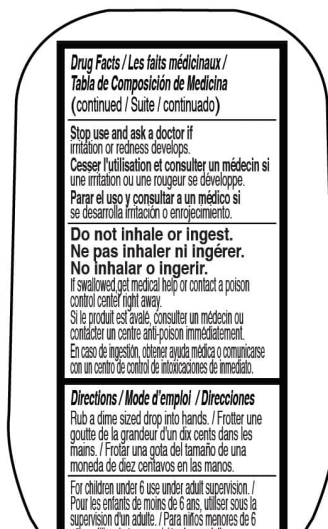 Drug Facts / Les faits médicinaux /
Tabla de Composición de Medicina
(continued / Suite / continuado)
Stop use and ask a doctor if
irritation or redness develops.
Cesser l'utilisation et consulter un médecin si
une irritation ou une rougeur se développe.
Parar el uso y consultar a un médico si
se desarrolla irritación o enrojecimiento.
Do not inhale or ingest.
Ne pas inhaler ni ingérer.
No inhalar o ingerir.
If swallowed,get medical help or contact a poison
control center right away.
Si le produit est avalé, consulter un médecin ou
contacter un centre anti-poison immédiatement.
En caso de ingestión, obtener ayuda médica o comunicarse
con un centro de control de intoxicaciones de inmediato.
Directions / Mode d'emploi / Direcciones
Rub a dime sized drop into hands. / Frotter une
goutte de la grandeur d'un dix cents dans les
mains. / Frotar una gota del tamaño de una
moneda de diez centavos en las manos.
For children under 6 use under adult supervision. /
Pour les enfants de moins de 6 ans, utiliser sous la
supervision d'un adulte. / Para niños menores de 6